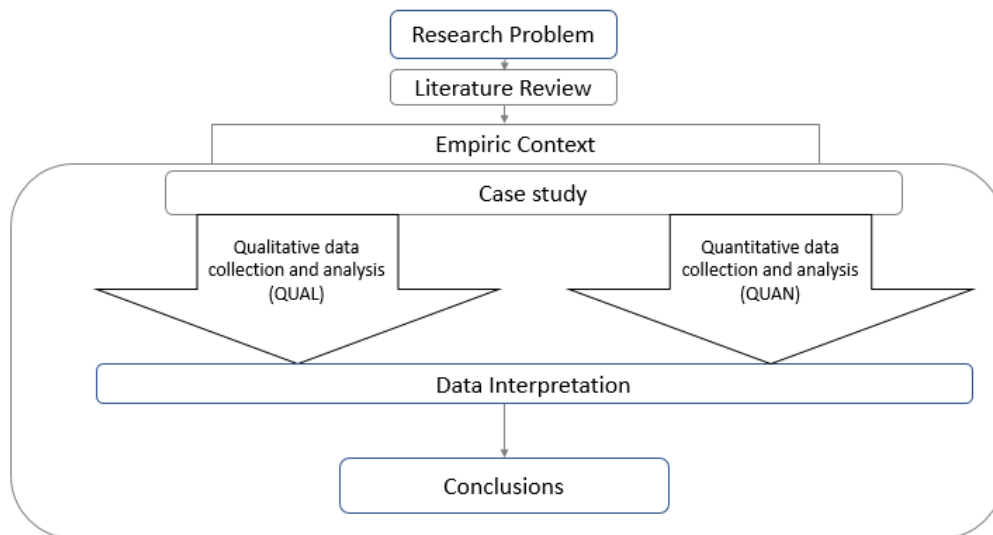 Research Problem
Literature Review
Empiric Context
Case study
Qualitative data
collection and analysis
(QUAL)
Quantitative data
collection and analysis
(QUAN)
Data Interpretation
Conclusions